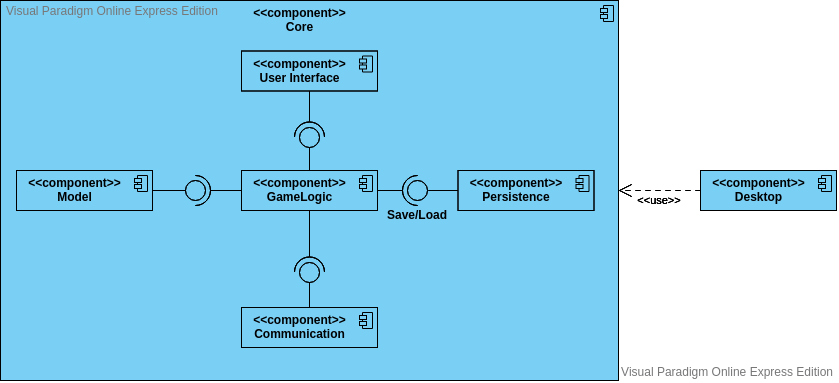 Visual Paradigm Online Express Edition
<<component>>
Core
<<component>>
User Interface
<<component>>
Model
<<component>>
GameLogic
<<component>>
Persistence
<<component>>
Desktop
<<use>>
Save/Load
<<component>>
Communication
Visual Paradigm Online Express Edition